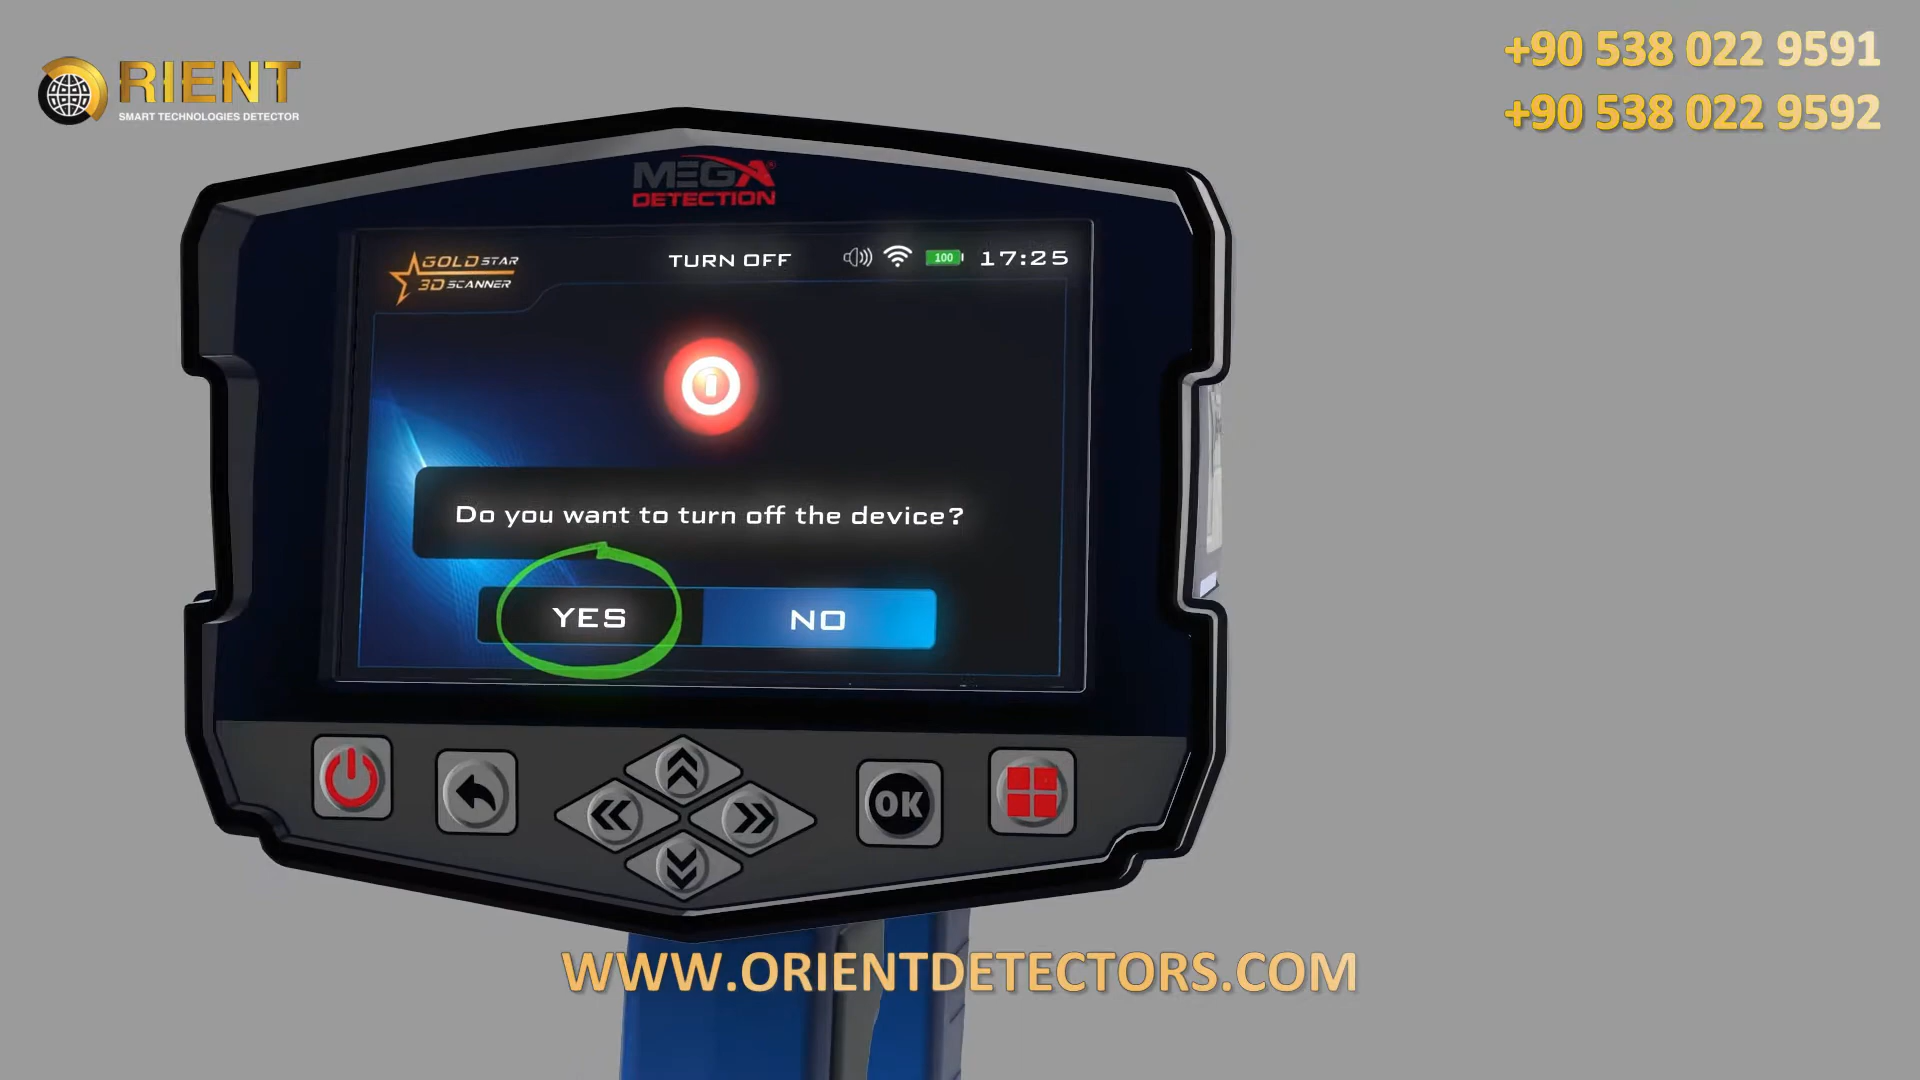 RIENT
SMART TECHNOLOGIES DETECTOR
+90 538 022 9591
+90 538 022 9592
MEGA®
DETECTION
GOLD STAR
3D SCANNER
TURN OFF
100
17:25
Do you want to turn off the device?
YES
NO
OK
WWW.ORIENTDETECTORS.COM